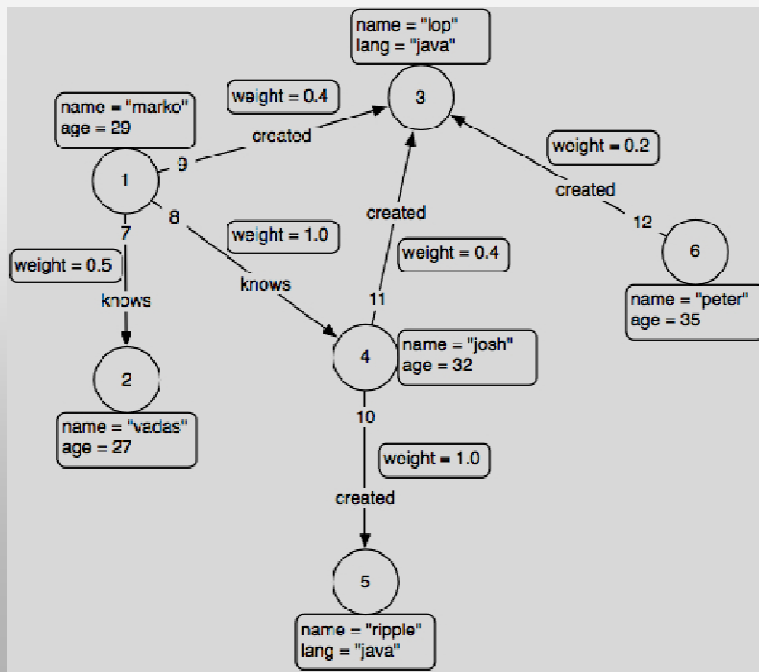 name = "lop"
lang = "java"
3
weight = 0.4
name = "marko"
age = 29
created
9
1
weight = 0.2
created
12
8
7
created
weight = 1.0
weight = 0.5
knows
knows
weight = 0.4
6
name = "peter"
age = 35
11
4
name = "josh"
age = 32
2
name = "vadas"
age = 27
10
weight = 1.0
created
5
name = "ripple"
lang = "java"